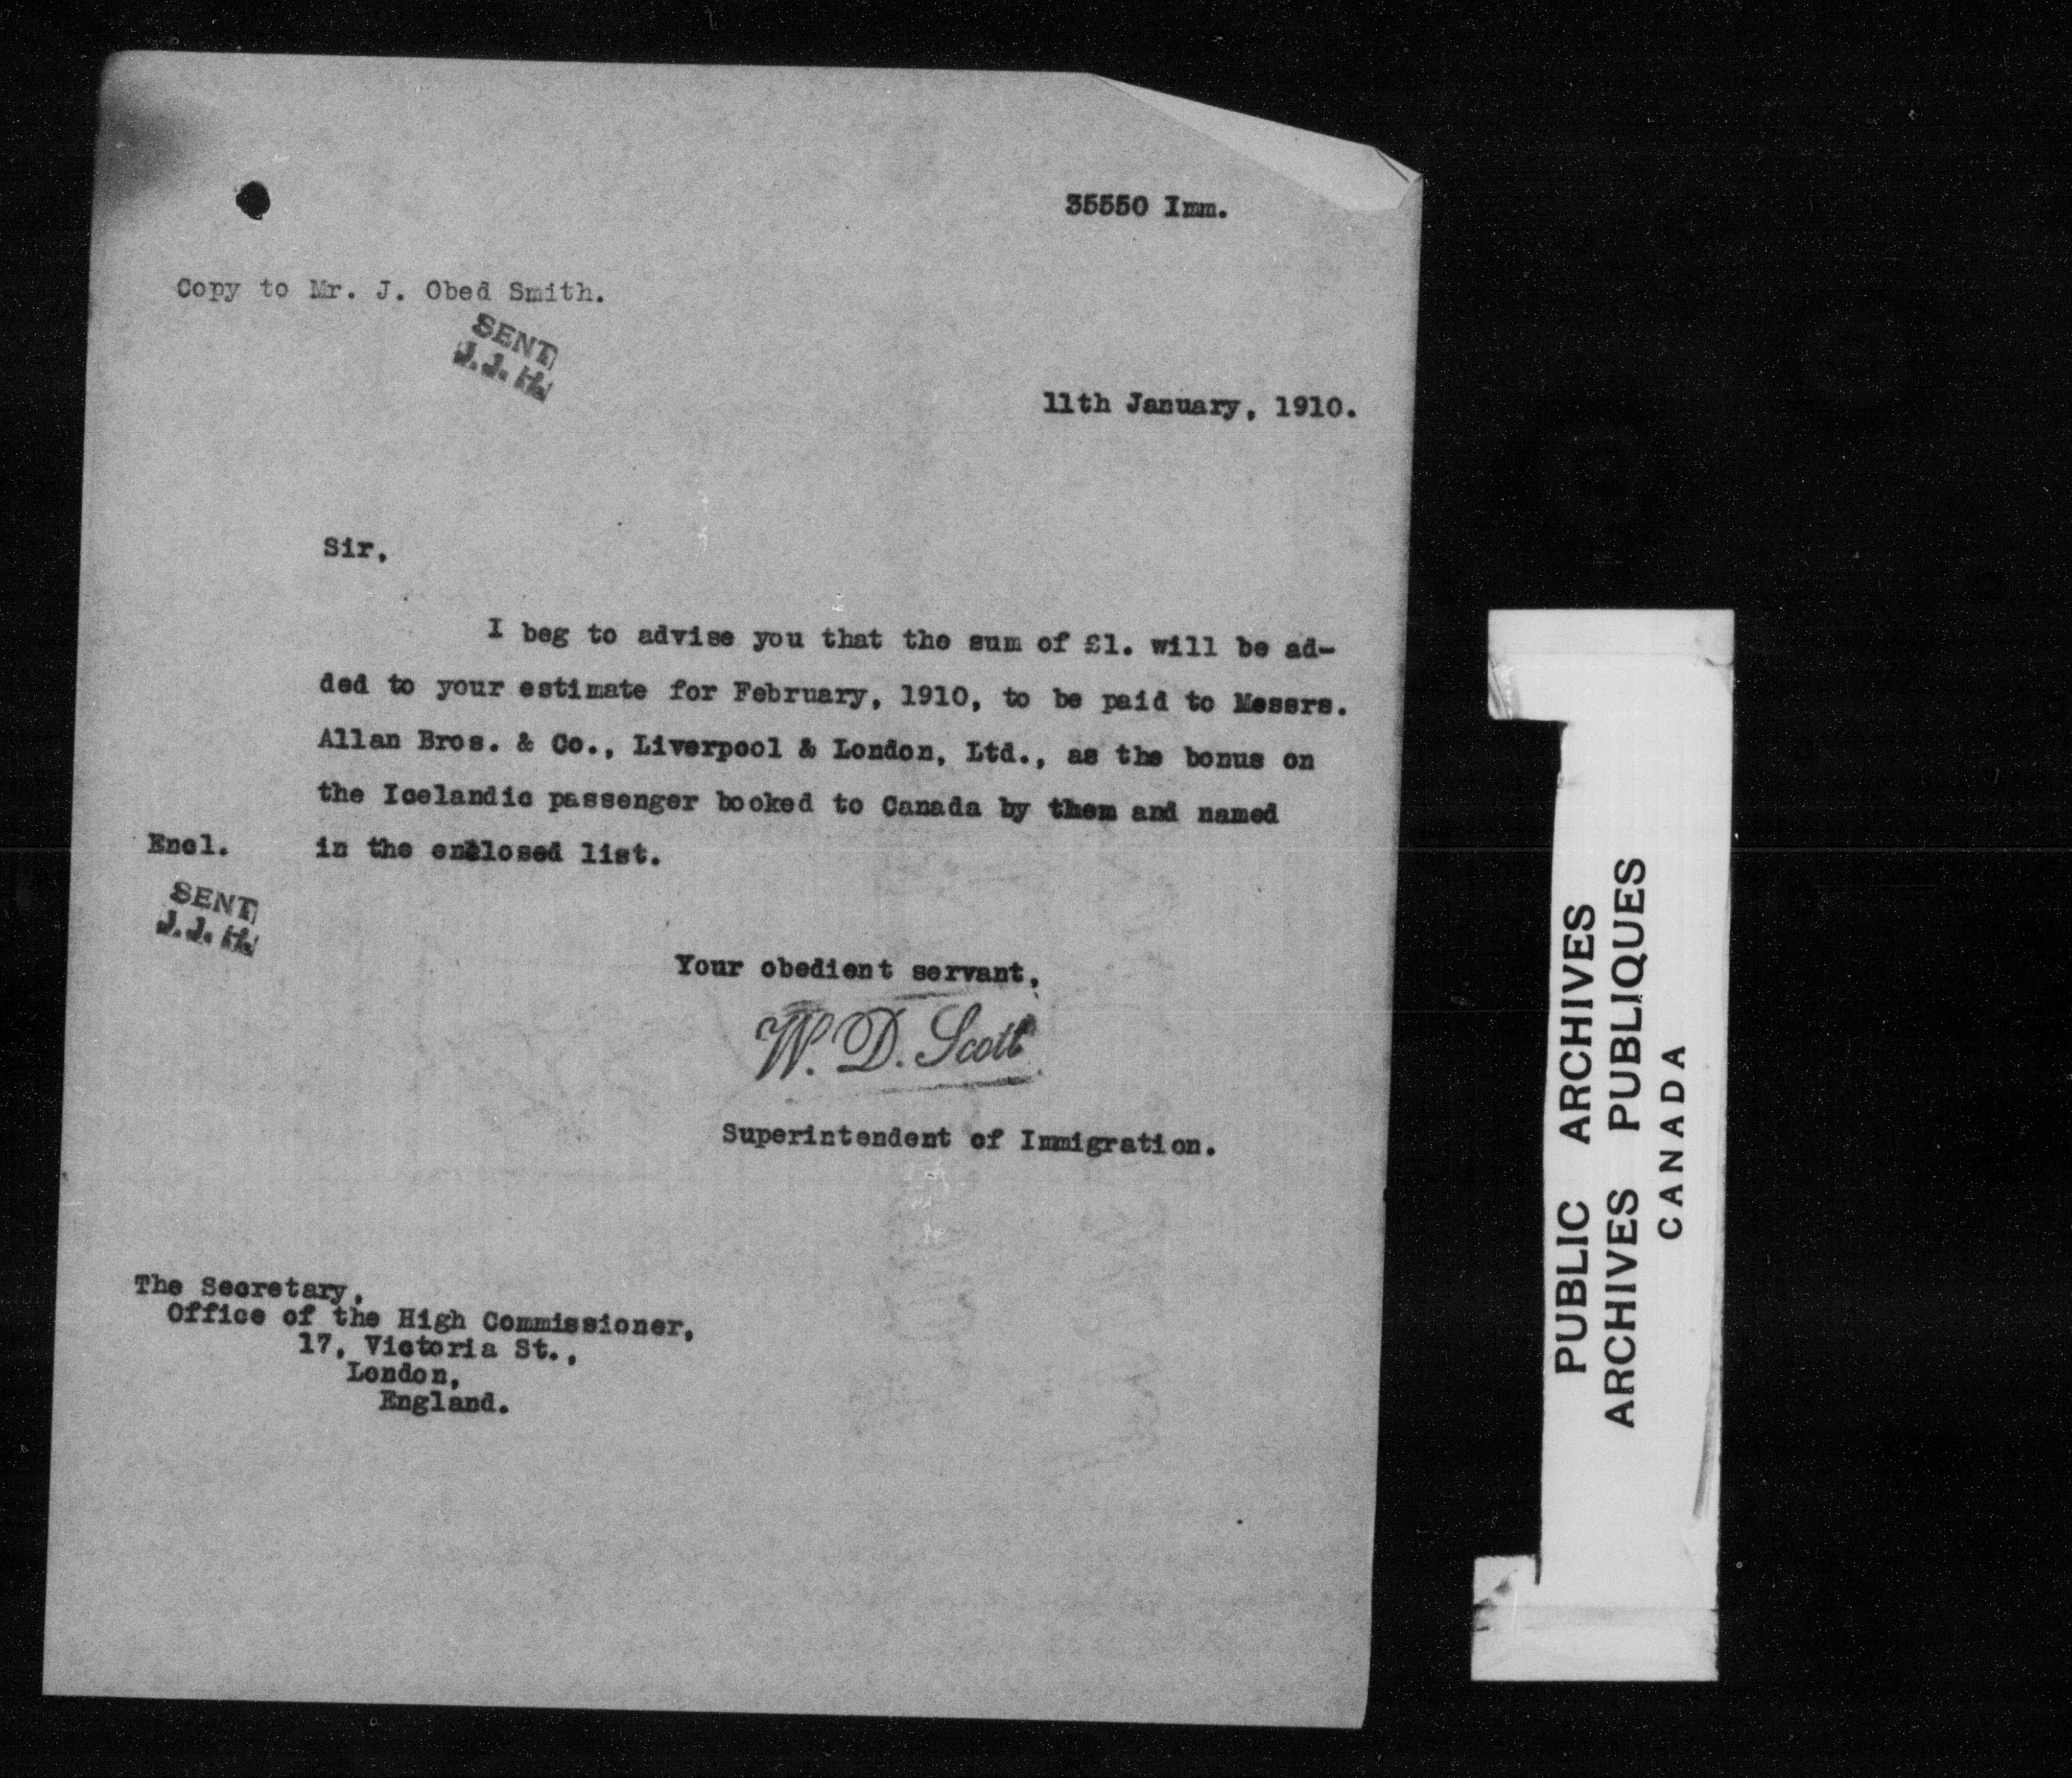 35550 Imm.
Copy to Mr. J. Obed Smith.
SENT
J.J.H.
11th January, 1910.
Sir,
I beg to advise you that the sum of £1. will be ad-
ded to your estimate for February, 1910, to be paid to Messrs.
Allan Bros. & Co., Liverpool & London, Ltd., as the bonus on
the Icelandic passenger booked to Canada by them and named
Encl. in the enclosed list.
SENT
J.J.H.
Your obedient servant,
W. D. Scott
Superintendent of Immigration.
The Secretary,
Office of the High Commissioner,
17, Victoria St.,
London,
England.
PUBLIC ARCHIVES
ARCHIVES PUBLIQUES
CANADA